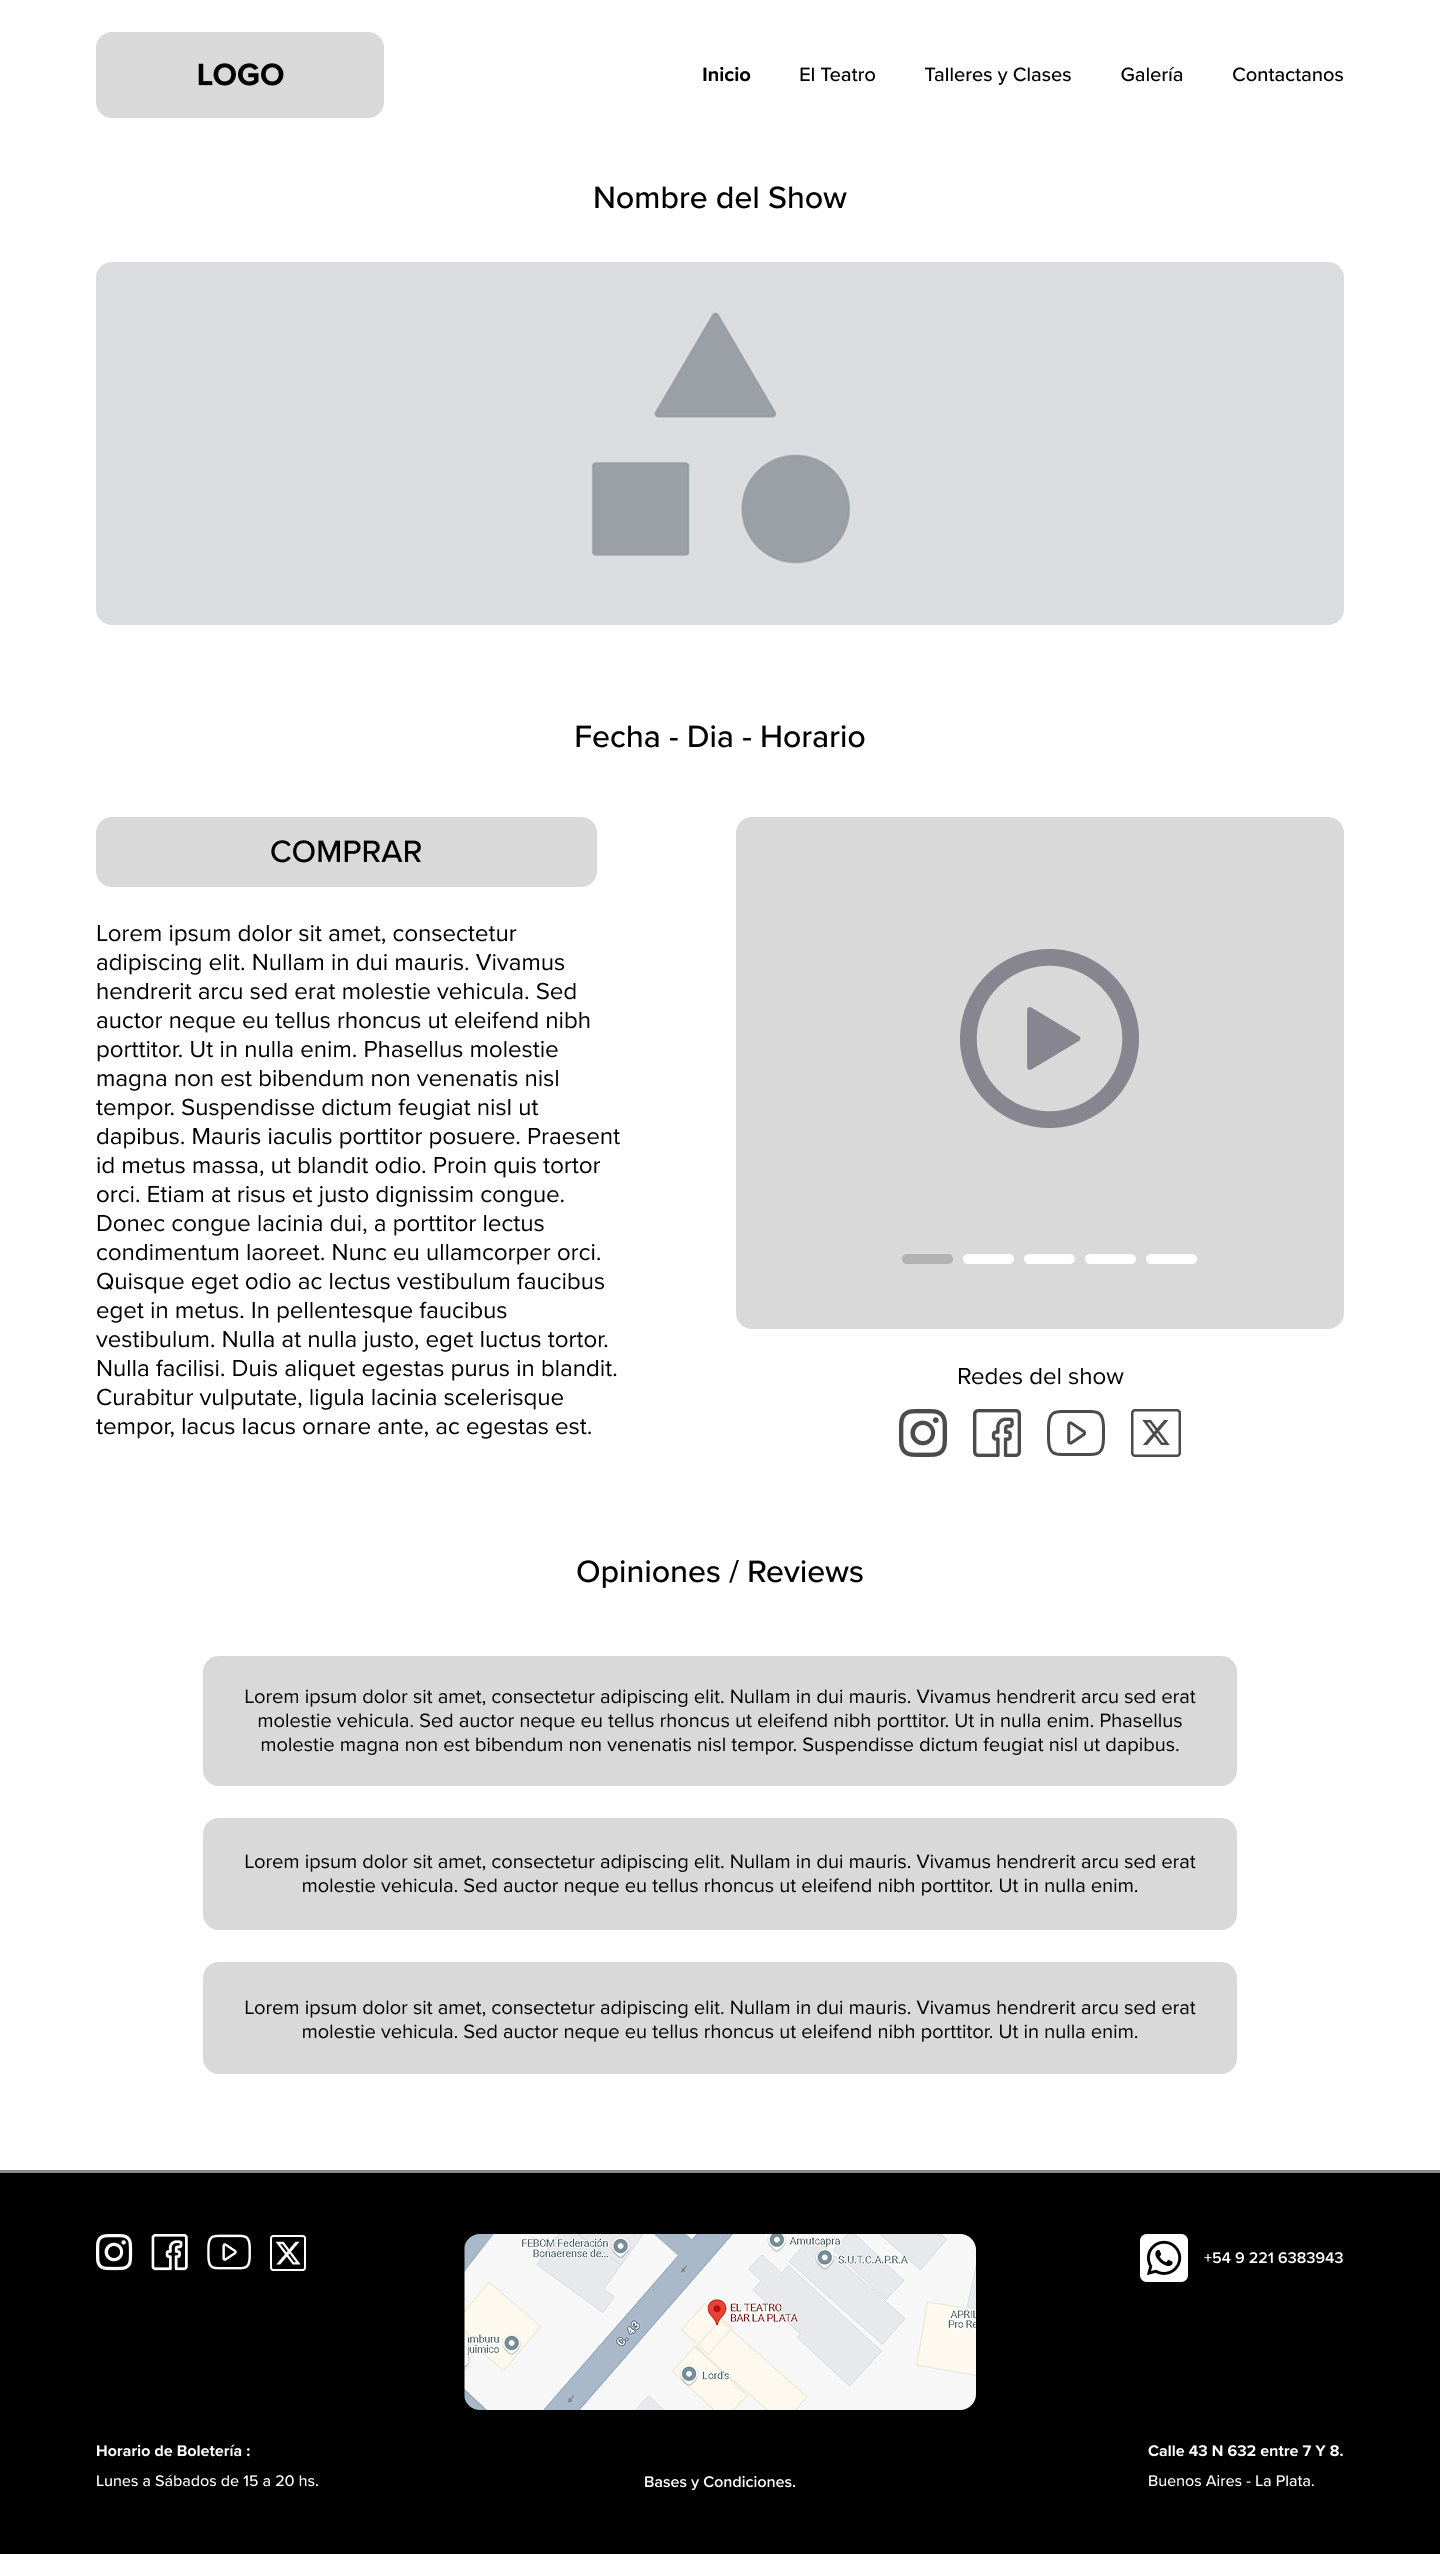 LOGO
Inicio El Teatro Talleres y Clases Galería Contactanos
Nombre del Show
Fecha - Dia - Horario
COMPRAR
Lorem ipsum dolor sit amet, consectetur
adipiscing elit. Nullam in dui mauris. Vivamus
hendrerit arcu sed erat molestie vehicula. Sed
auctor neque eu tellus rhoncus ut eleifend nibh
porttitor. Ut in nulla enim. Phasellus molestie
magna non est bibendum non venenatis nisl
tempor. Suspendisse dictum feugiat nisl ut
dapibus. Mauris iaculis porttitor posuere. Praesent
id metus massa, ut blandit odio. Proin quis tortor
orci. Etiam at risus et justo dignissim congue.
Donec congue lacinia dui, a porttitor lectus
condimentum laoreet. Nunc eu ullamcorper orci.
Quisque eget odio ac lectus vestibulum faucibus
eget in metus. In pellentesque faucibus
vestibulum. Nulla at nulla justo, eget luctus tortor.
Nulla facilisi. Duis aliquet egestas purus in blandit.
Curabitur vulputate, ligula lacinia scelerisque
tempor, lacus lacus ornare ante, ac egestas est.
Redes del show
Opiniones / Reviews
Lorem ipsum dolor sit amet, consectetur adipiscing elit. Nullam in dui mauris. Vivamus hendrerit arcu sed erat
molestie vehicula. Sed auctor neque eu tellus rhoncus ut eleifend nibh porttitor. Ut in nulla enim. Phasellus
molestie magna non est bibendum non venenatis nisl tempor. Suspendisse dictum feugiat nisl ut dapibus.
Lorem ipsum dolor sit amet, consectetur adipiscing elit. Nullam in dui mauris. Vivamus hendrerit arcu sed erat
molestie vehicula. Sed auctor neque eu tellus rhoncus ut eleifend nibh porttitor. Ut in nulla enim.
Lorem ipsum dolor sit amet, consectetur adipiscing elit. Nullam in dui mauris. Vivamus hendrerit arcu sed erat
molestie vehicula. Sed auctor neque eu tellus rhoncus ut eleifend nibh porttitor. Ut in nulla enim.
FEBOM Federación
Bonaerense de...
Amutcapra
S.U.T.C.A.P.R.A
EL TEATRO
BAR LA PLATA
APRIL
Pro Re
C. 43
mburu
uímico
Lord's
+54 9 221 6383943
Horario de Boletería :
Lunes a Sábados de 15 a 20 hs.
Bases y Condiciones.
Calle 43 N 632 entre 7 Y 8.
Buenos Aires - La Plata.